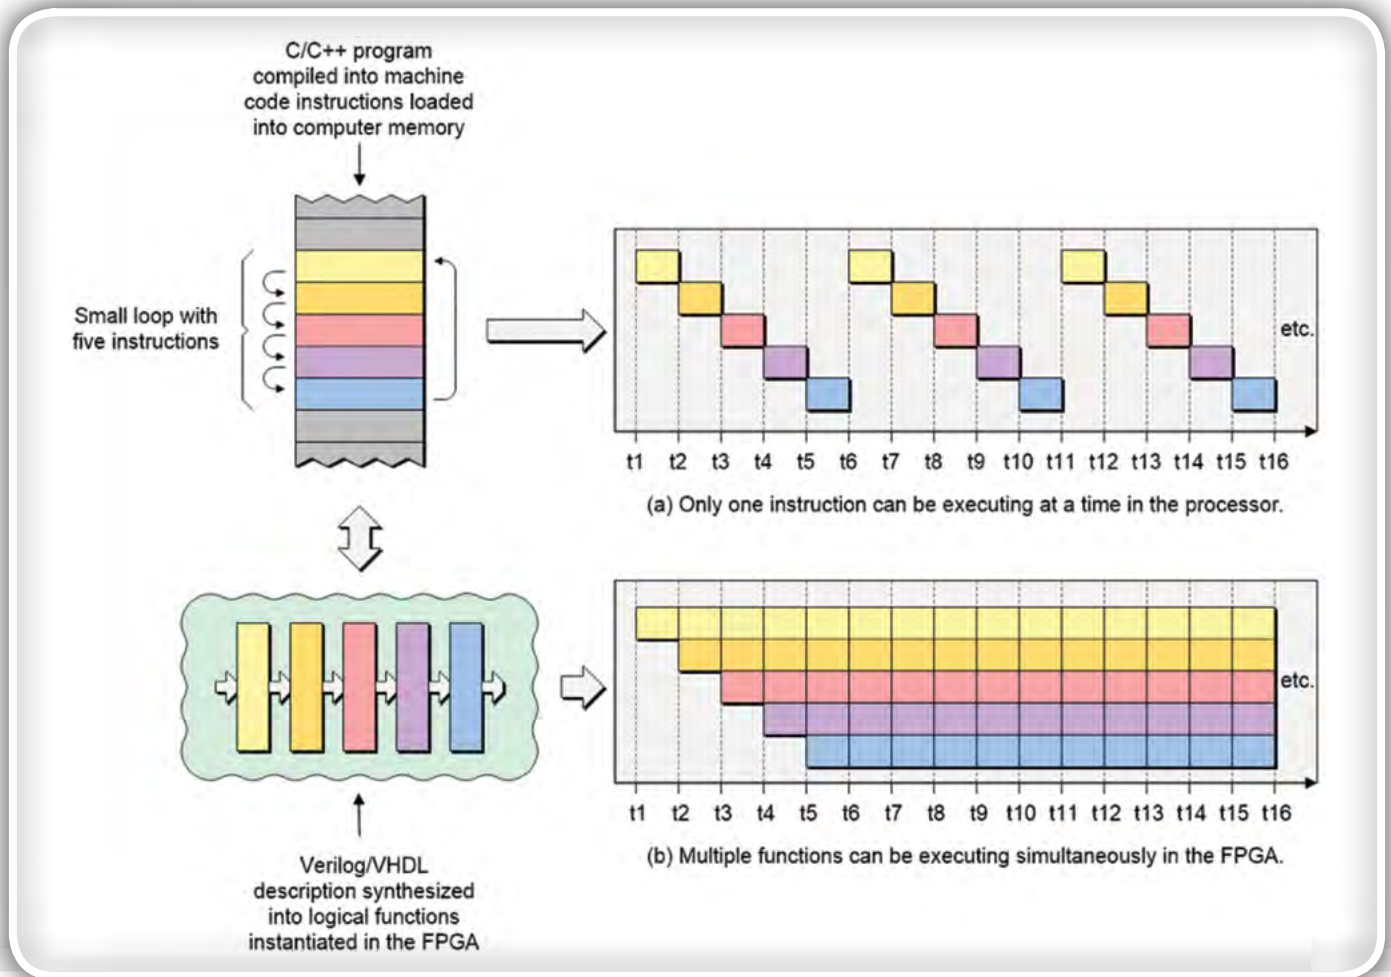 C/C++ program
compiled into machine
code instructions loaded
into computer memory
Small loop with
five instructions
etc.
t1 t2 t3 t4 t5 t6 t7 t8 t9 t10 t11 t12 t13 t14 t15 t16
(a) Only one instruction can be executing at a time in the processor.
etc.
t1 t2 t3 t4 t5 t6 t7 t8 t9 t10 t11 t12 t13 t14 t15 t16
(b) Multiple functions can be executing simultaneously in the FPGA.
Verilog/VHDL
description synthesized
into logical functions
instantiated in the FPGA